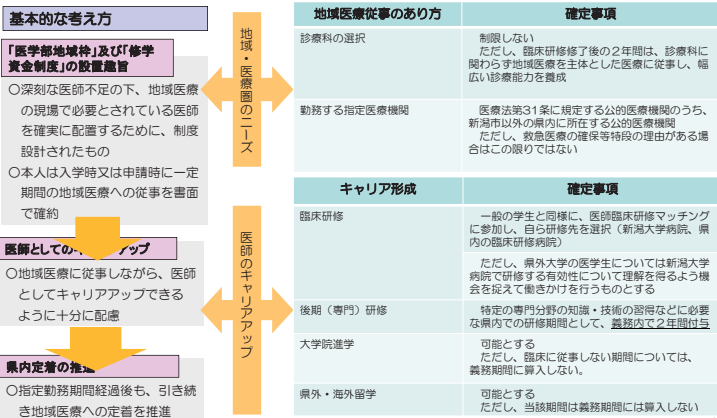 基本的な考え方
「医学部地域枠」及び「修学
資金制度」の設置趣旨
○深刻な医師不足の下、地域医療
の現場で必要とされている医師
を確実に配置するために、制度
設計されたもの
○本人は入学時又は申請時に一定
期間の地域医療への従事を書面
で確約
医師としての
アップ
○地域医療に従事しながら、医師
としてキャリアアップできる
ように十分に配慮
県内定着の推進
○指定勤務期間経過後も、引き続
き地域医療への定着を推進
地域・医療圏のニーズ
医師のキャリアアップ
地域医療従事のあり方 確定事項
診療科の選択 制限しない
ただし、臨床研修修了後の2年間は、診療科に
関わらず地域医療を主体とした医療に従事し、幅
広い診療能力を養成
勤務する指定医療機関 医療法第31条に規定する公的医療機関のうち、
新潟市以外の県内に所在する公的医療機関
ただし、救急医療の確保等特段の理由がある場
合はこの限りではない
キャリア形成 確定事項
臨床研修 一般の学生と同様に、医師臨床研修マッチング
に参加し、自ら研修先を選択（新潟大学病院、県
内の臨床研修病院）
ただし、県外大学の医学生については新潟大学
病院で研修する有効性について理解を得るよう機
会を捉えて働きかけを行うものとする
後期（専門）研修 特定の専門分野の知識・技術の習得などに必要
な県内での研修期間として、義務内で２年間付与
大学院進学 可能とする
ただし、臨床に従事しない期間については、
義務期間に算入しない。
県外・海外留学 可能とする
ただし、当該期間は義務期間には算入しない